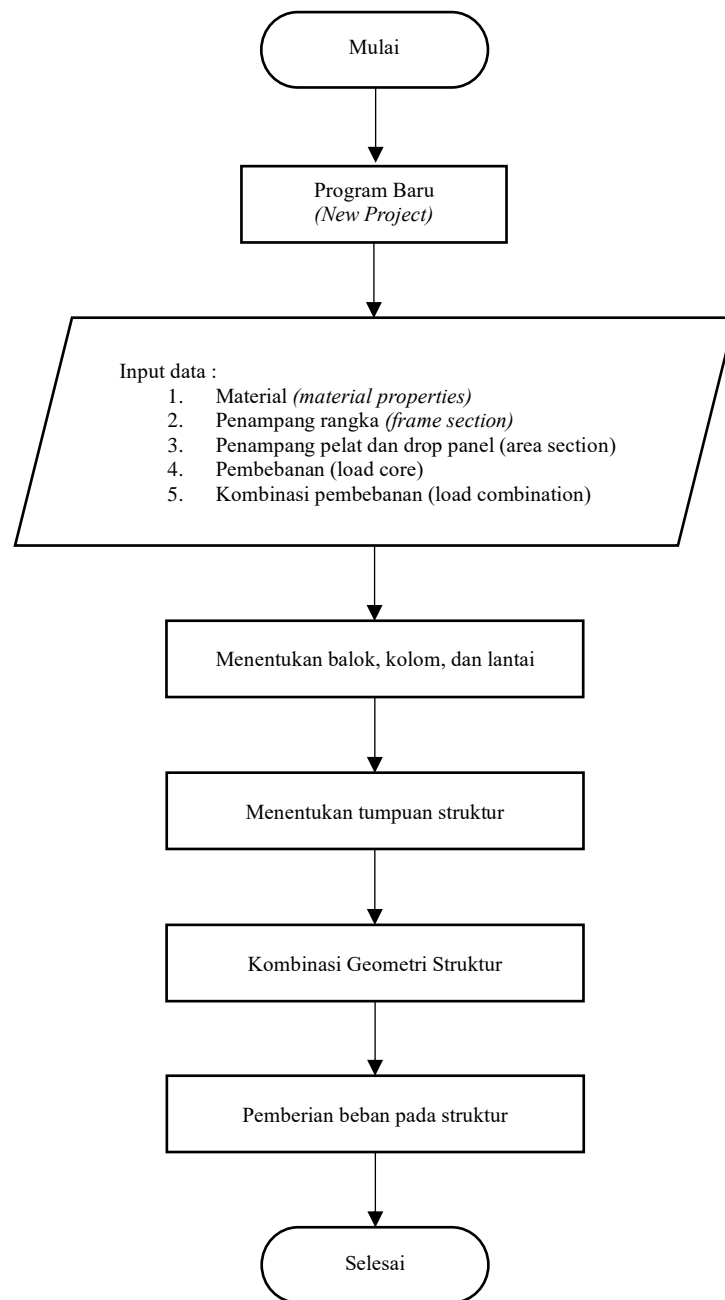 Mulai
Program Baru
(New Project)
Input data :
1. Material (material properties)
2. Penampang rangka (frame section)
3. Penampang pelat dan drop panel (area section)
4. Pembebanan (load core)
5. Kombinasi pembebanan (load combination)
Menentukan balok, kolom, dan lantai
Menentukan tumpuan struktur
Kombinasi Geometri Struktur
Pemberian beban pada struktur
Selesai